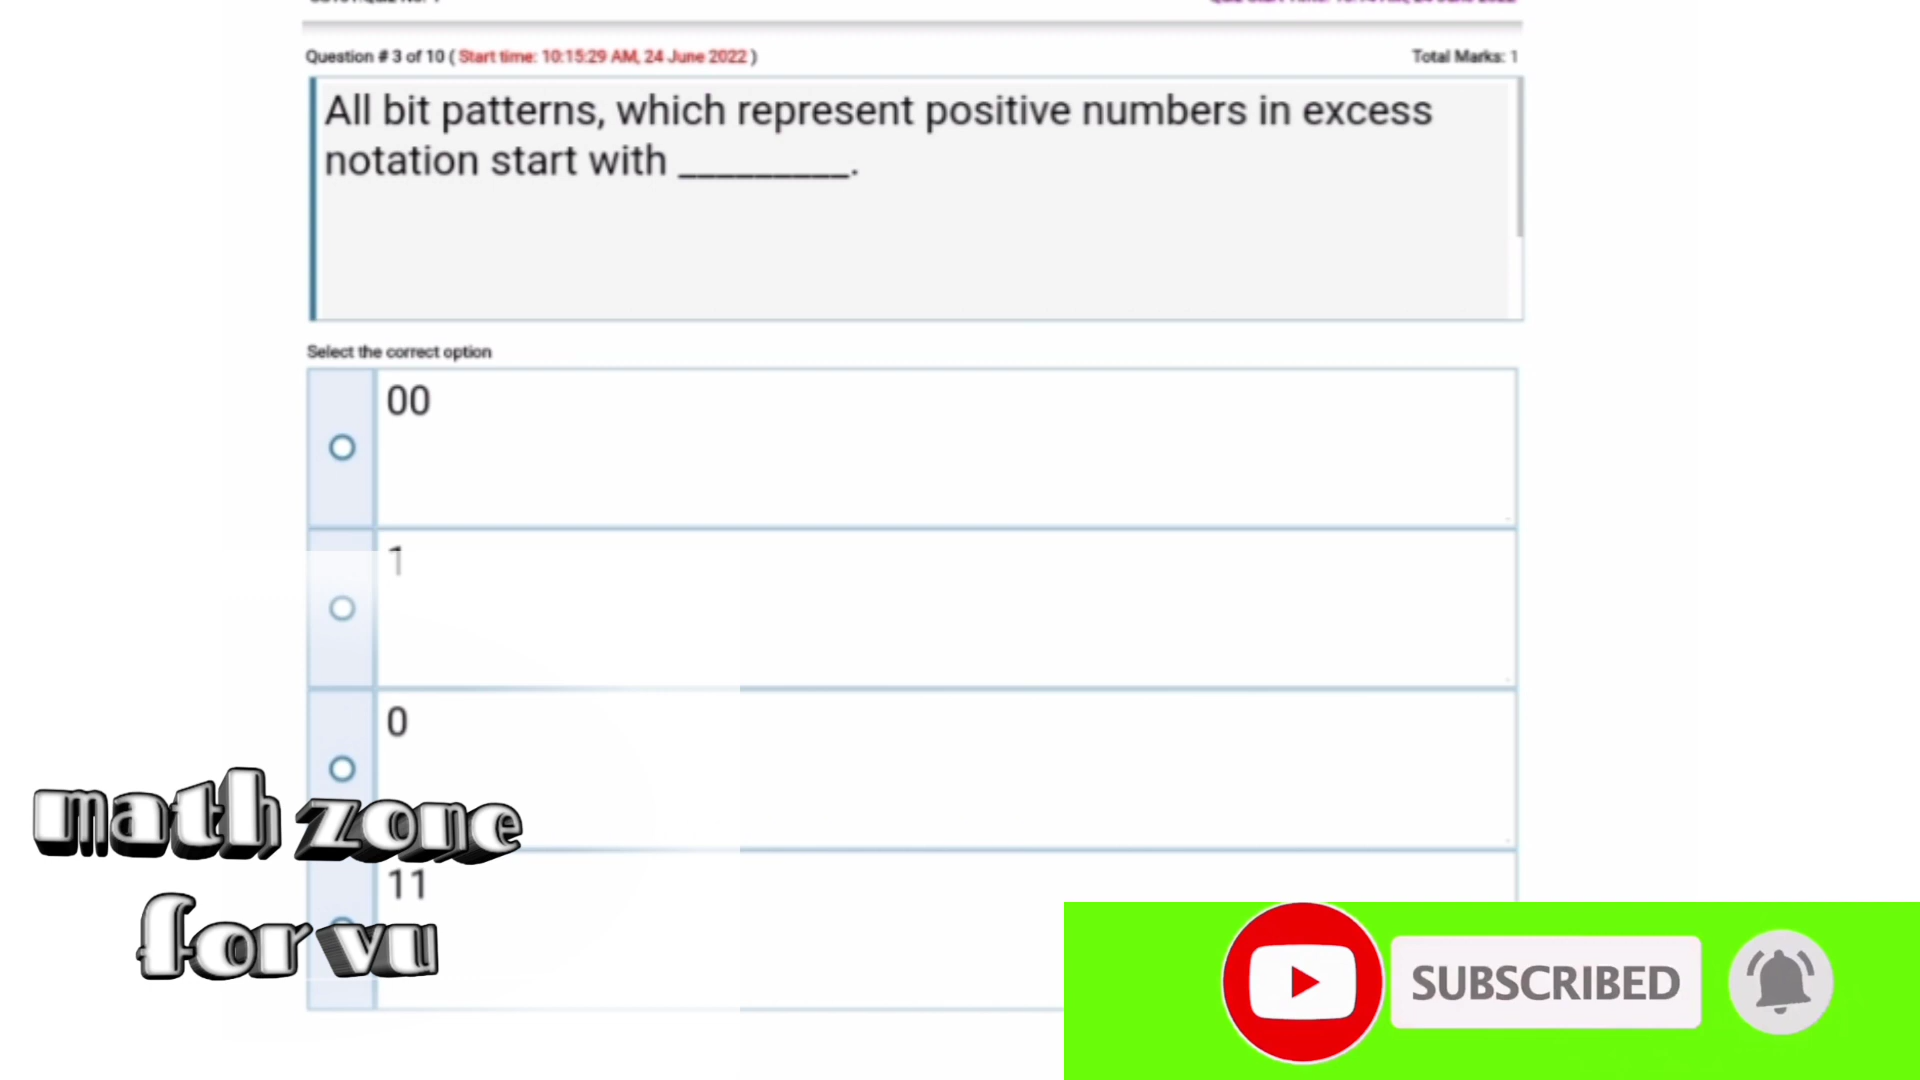 Question # 3 of 10 ( Start time: 10:15:29 AM, 24 June 2022 )
Total Marks: 1
All bit patterns, which represent positive numbers in excess
notation start with _________.
Select the correct option
00
1
0
11
math zone
for vu
SUBSCRIBED